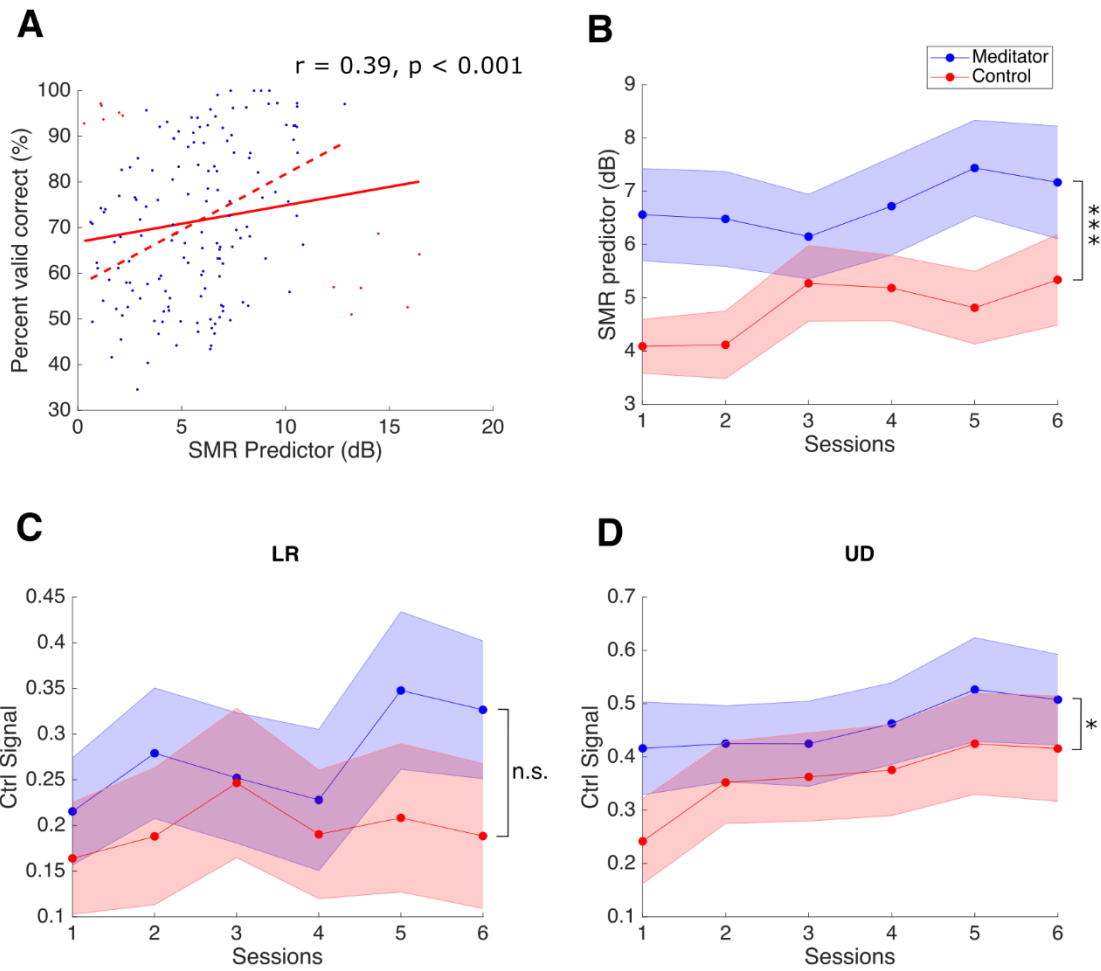 A
r = 0.39, p < 0.001
Percent valid correct (%)
100
90
80
70
60
50
40
30
0 5 10 15 20
SMR Predictor (dB)
B
Meditator
Control
SMR predictor (dB)
9
8
7
6
5
4
3
***
1 2 3 4 5 6
Sessions
C
LR
Ctrl Signal
0.45
0.4
0.35
0.3
0.25
0.2
0.15
0.1
n.s.
1 2 3 4 5 6
Sessions
D
UD
Ctrl Signal
0.7
0.6
0.5
0.4
0.3
0.2
0.1
*
1 2 3 4 5 6
Sessions